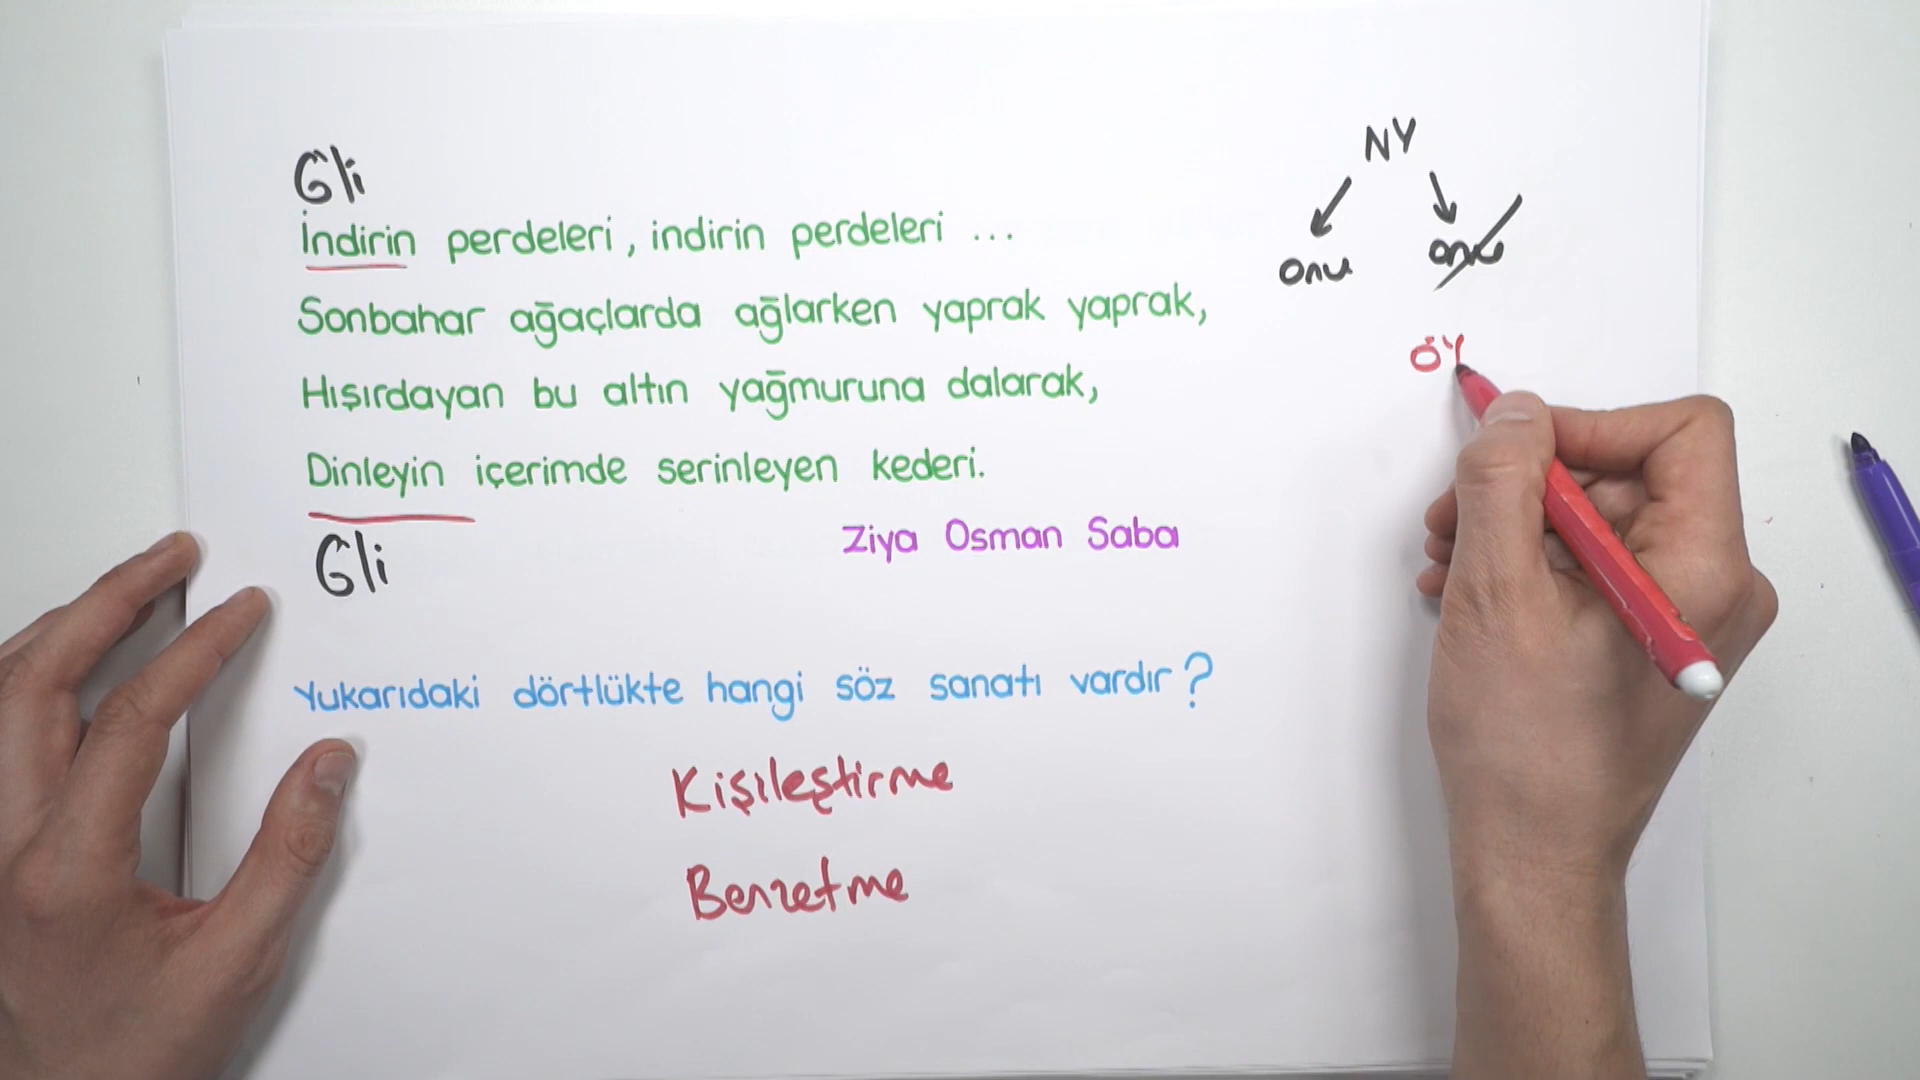 Gli
İndirin perdeleri, indirin perdeleri ...
Sonbahar ağaçlarda ağlarken yaprak yaprak,
Hışırdayan bu altın yağmuruna dalarak,
Dinleyin içerimde serinleyen kederi.
Gli
Ziya Osman Saba
Yukarıdaki dörtlükte hangi söz sanatı vardır?
Kişileştirme
Benzetme
NY
onu
ÖY